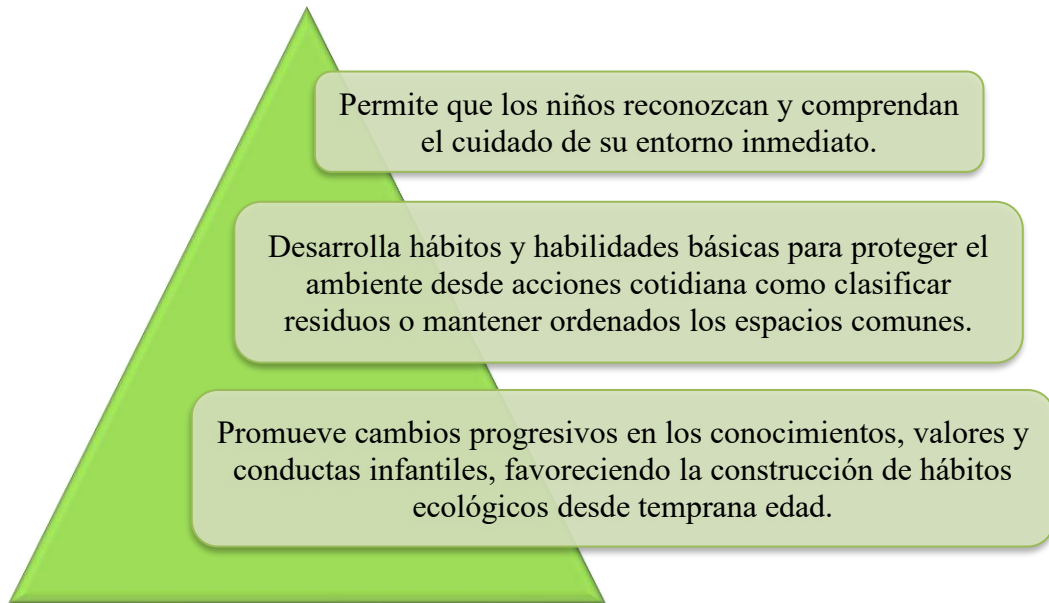 Permite que los niños reconozcan y comprendan
el cuidado de su entorno inmediato.
Desarrolla hábitos y habilidades básicas para proteger el
ambiente desde acciones cotidiana como clasificar
residuos o mantener ordenados los espacios comunes.
Promueve cambios progresivos en los conocimientos, valores y
conductas infantiles, favoreciendo la construcción de hábitos
ecológicos desde temprana edad.